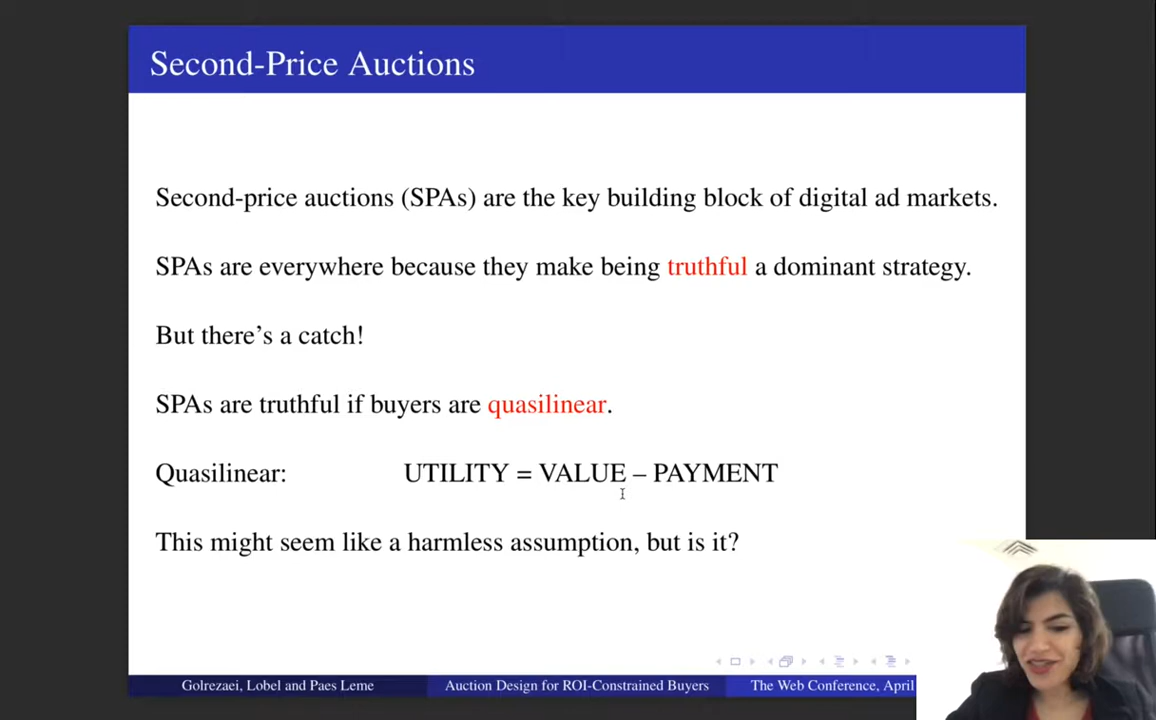 Second-Price Auctions
Second-price auctions (SPAs) are the key building block of digital ad markets.
SPAs are everywhere because they make being truthful a dominant strategy.
But there's a catch!
SPAs are truthful if buyers are quasilinear.
Quasilinear: UTILITY = VALUE – PAYMENT
This might seem like a harmless assumption, but is it?
Golrezaei, Lobel and Paes Leme Auction Design for ROI-Constrained Buyers The Web Conference, April